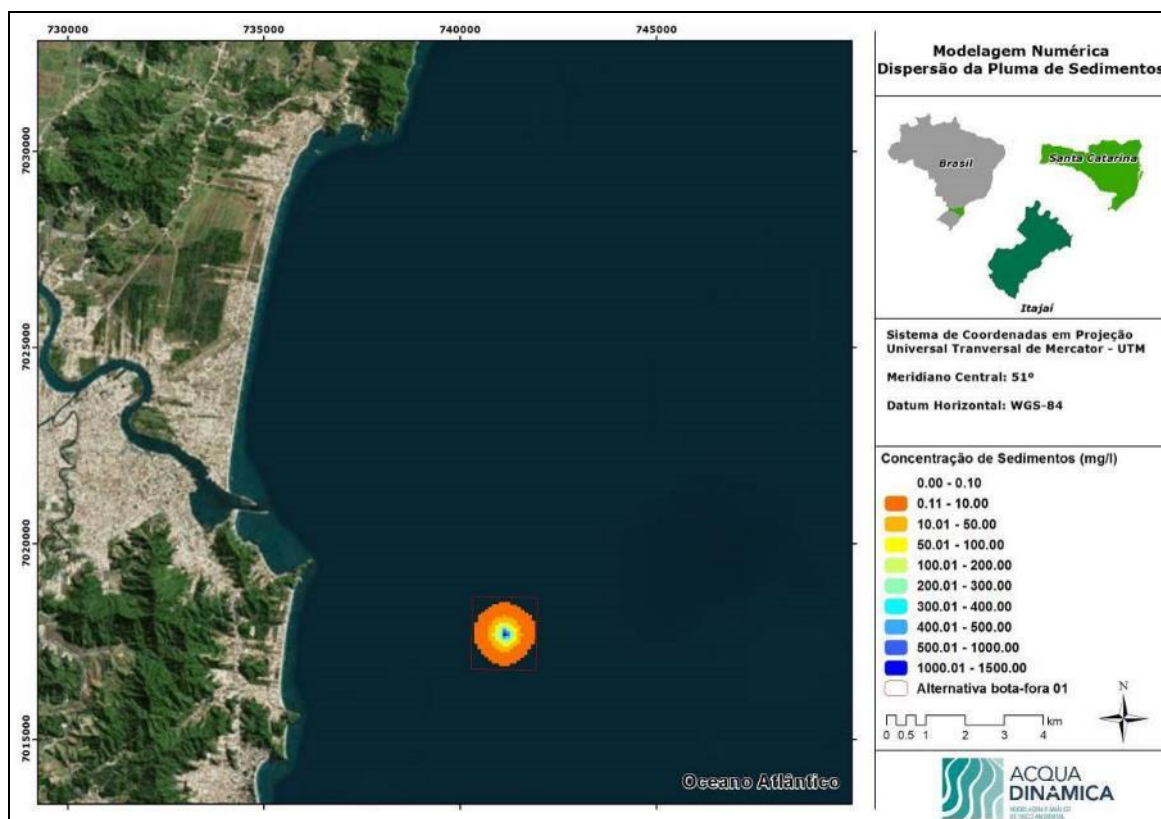 730000
735000
740000
745000
7030000
7025000
7020000
7015000
Oceano Atlântico
Modelagem Numérica
Dispersão da Pluma de Sedimentos
Brasil
Santa Catarina
Itajaí
Sistema de Coordenadas em Projeção
Universal Tranversal de Mercator - UTM
Meridiano Central: 51º
Datum Horizontal: WGS-84
Concentração de Sedimentos (mg/l)
0.00 - 0.10
0.11 - 10.00
10.01 - 50.00
50.01 - 100.00
100.01 - 200.00
200.01 - 300.00
300.01 - 400.00
400.01 - 500.00
500.01 - 1000.00
1000.01 - 1500.00
Alternativa bota-fora 01
N
km
0 0.5 1 2 3 4
ACQUA
DINÂMICA
MODELAGEM E ANÁLISE
DE RISCO AMBIENTAL